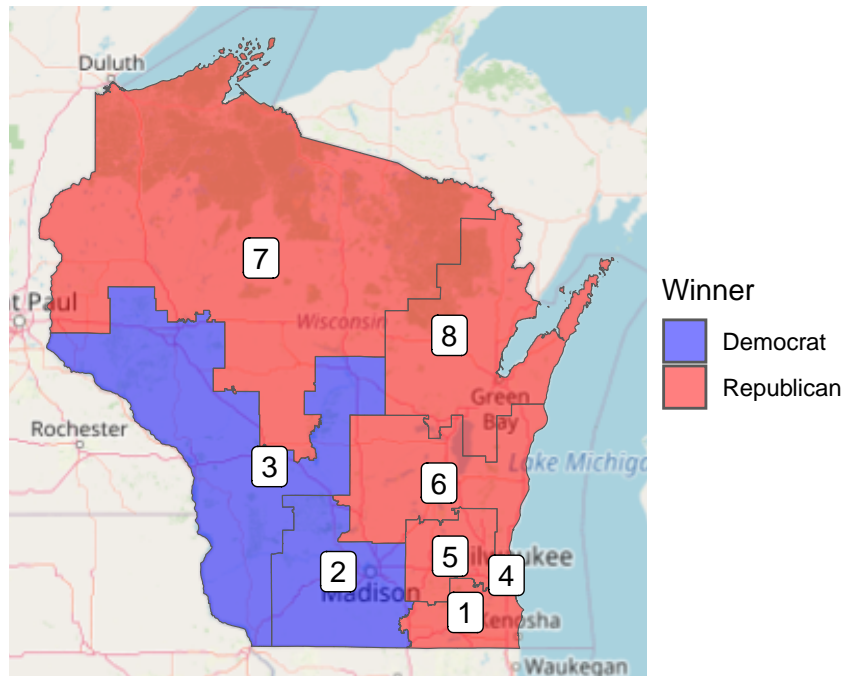 Duluth
7
t Paul
Wisconsin
8
Winner
Democrat
Republican
Green
Bay
Rochester
3
Lake Michiga
6
5
ilwaukee
4
2
Madison
1
Kenosha
Waukegan